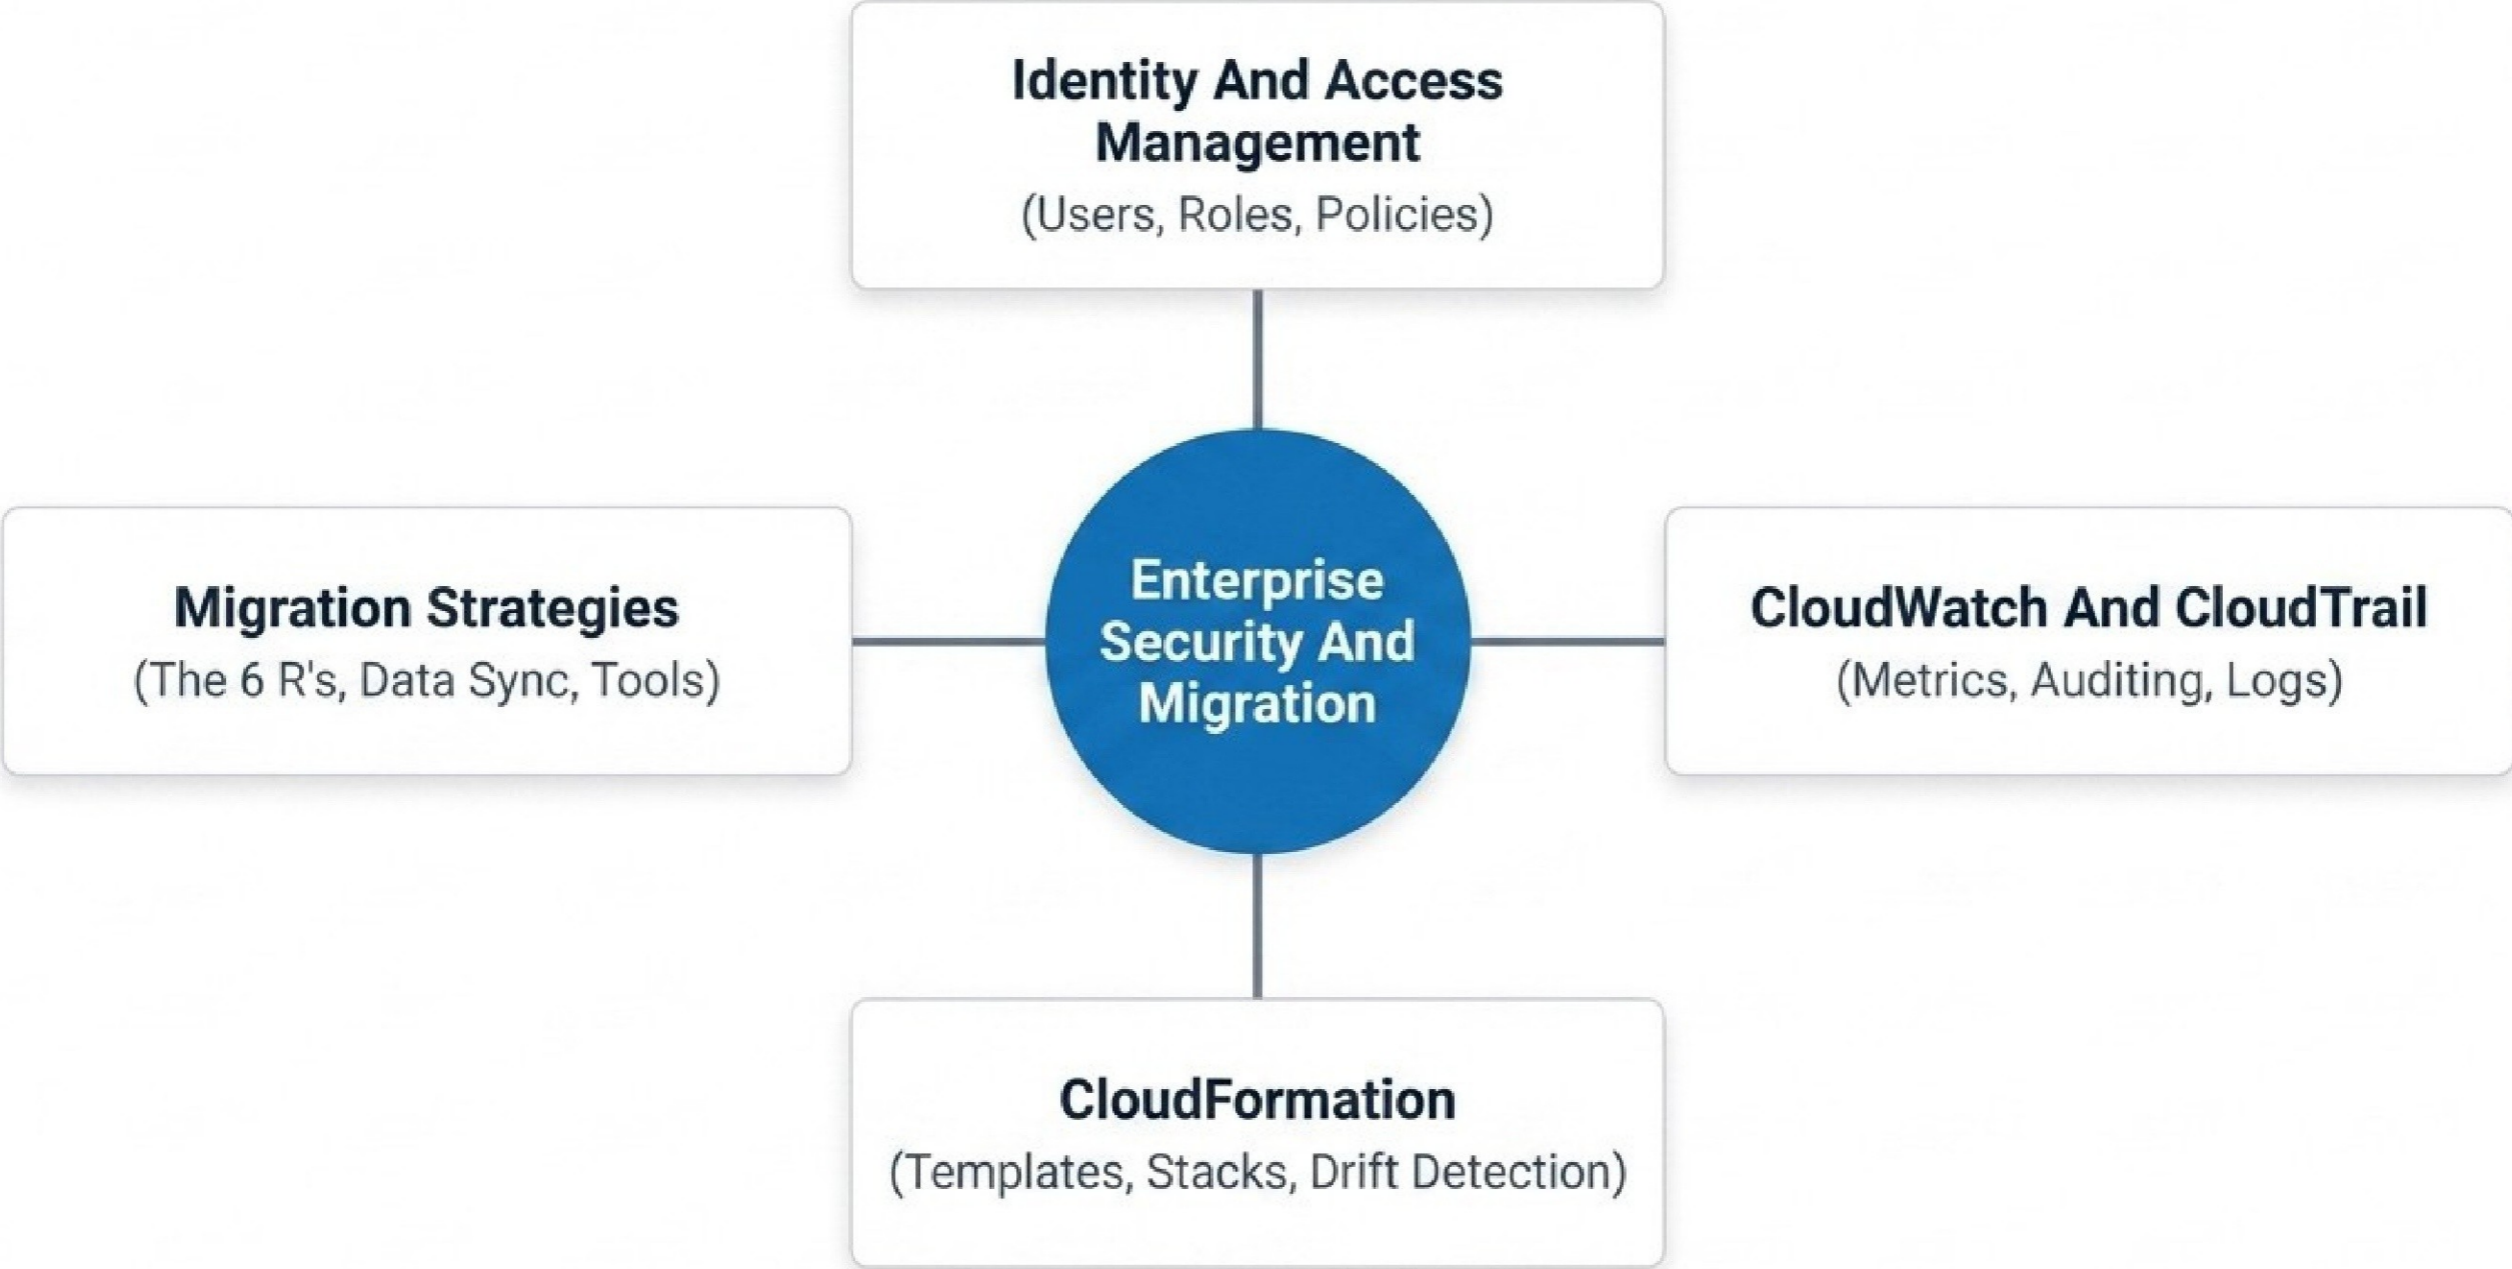 Identity And Access
Management
(Users, Roles, Policies)
Migration Strategies
(The 6 R's, Data Sync, Tools)
Enterprise
Security And
Migration
CloudWatch And CloudTrail
(Metrics, Auditing, Logs)
CloudFormation
(Templates, Stacks, Drift Detection)